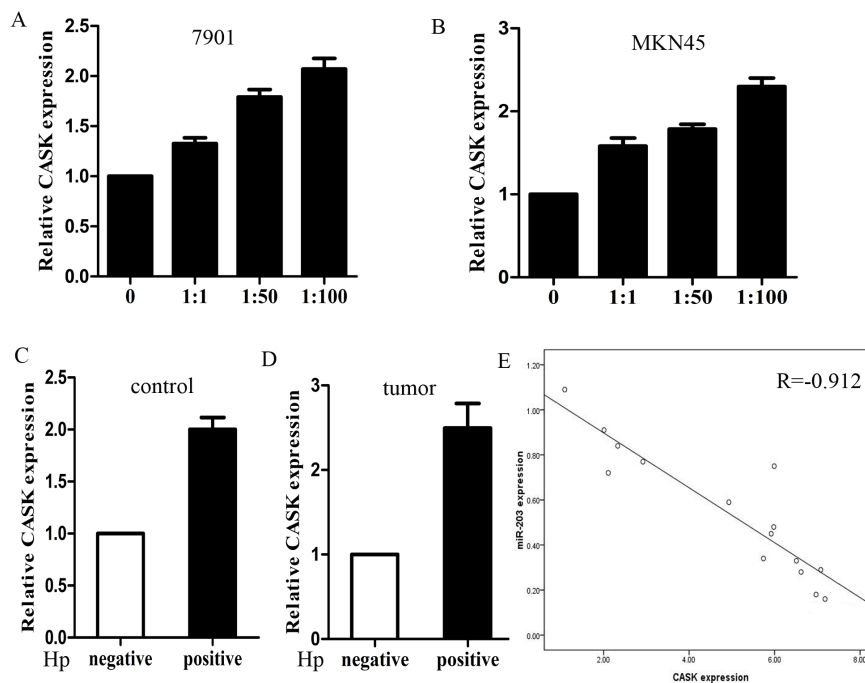 A
7901
Relative CASK expression
2.5
2.0
1.5
1.0
0.5
0.0
0 1:1 1:50 1:100
B
MKN45
Relative CASK expression
3
2
1
0
0 1:1 1:50 1:100
C
control
Relative CASK expression
2.5
2.0
1.5
1.0
0.5
0.0
Hp negative positive
D
tumor
Relative CASK expression
3
2
1
0
Hp negative positive
E
R=-0.912
miR-203 expression
1.20
1.00
0.80
0.60
0.40
0.20
0.00
2.00 4.00 6.00 8.00
CASK expression